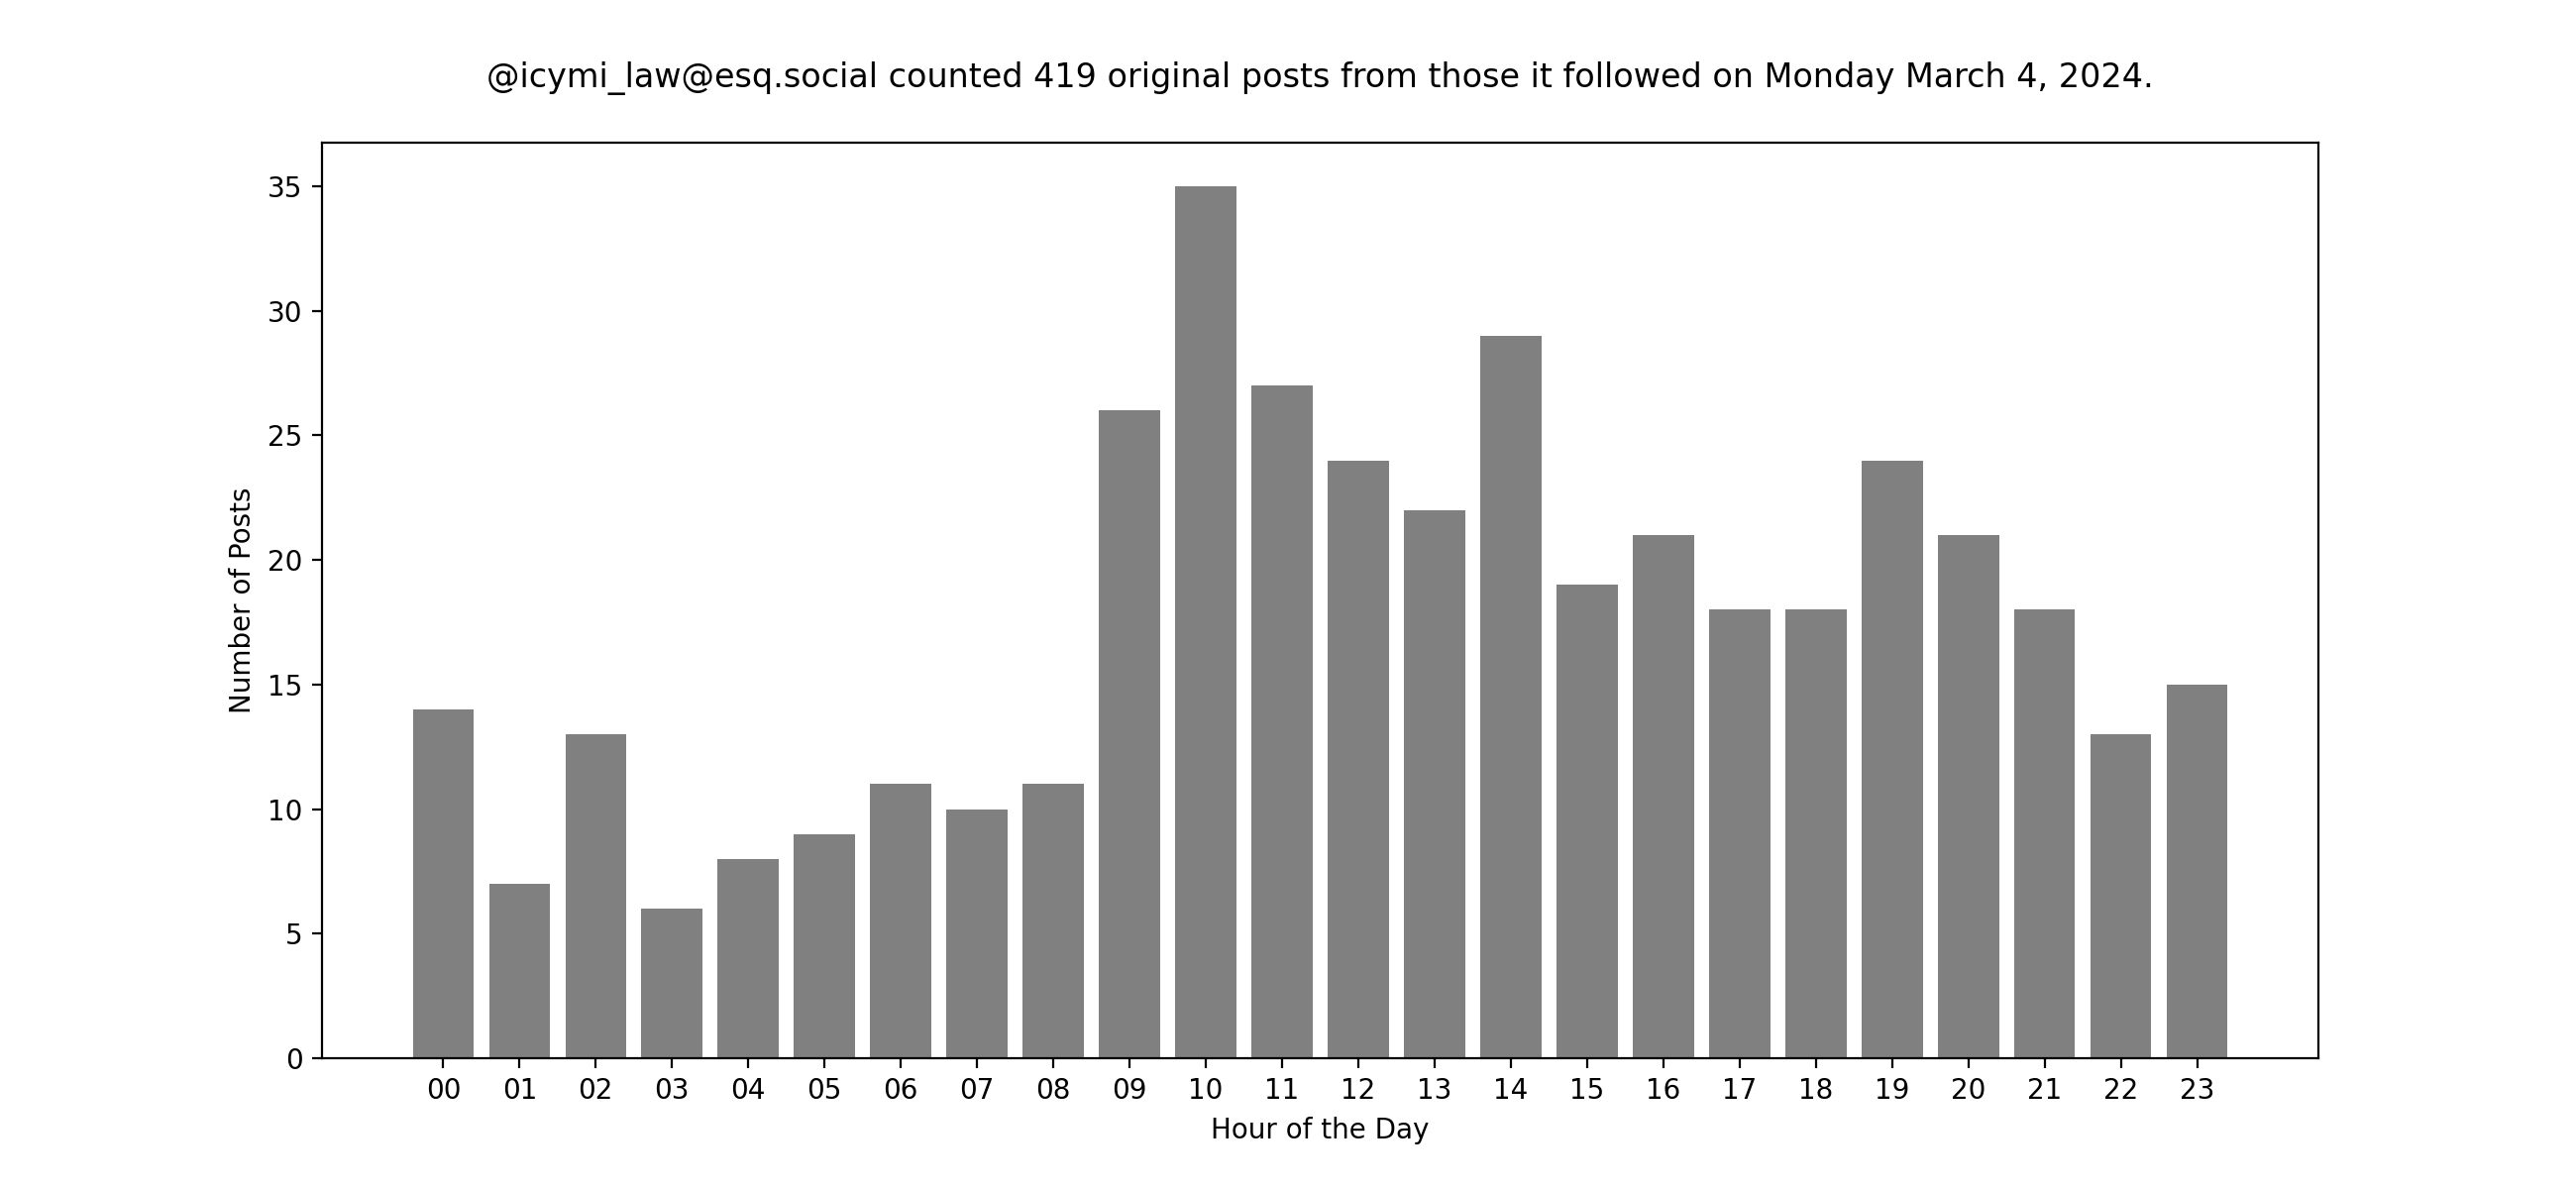 @icymi_law@esq.social counted 419 original posts from those it followed on Monday March 4, 2024.
35
30
25
20
15
10
5
0
Number of Posts
00 01 02 03 04 05 06 07 08 09 10 11 12 13 14 15 16 17 18 19 20 21 22 23
Hour of the Day